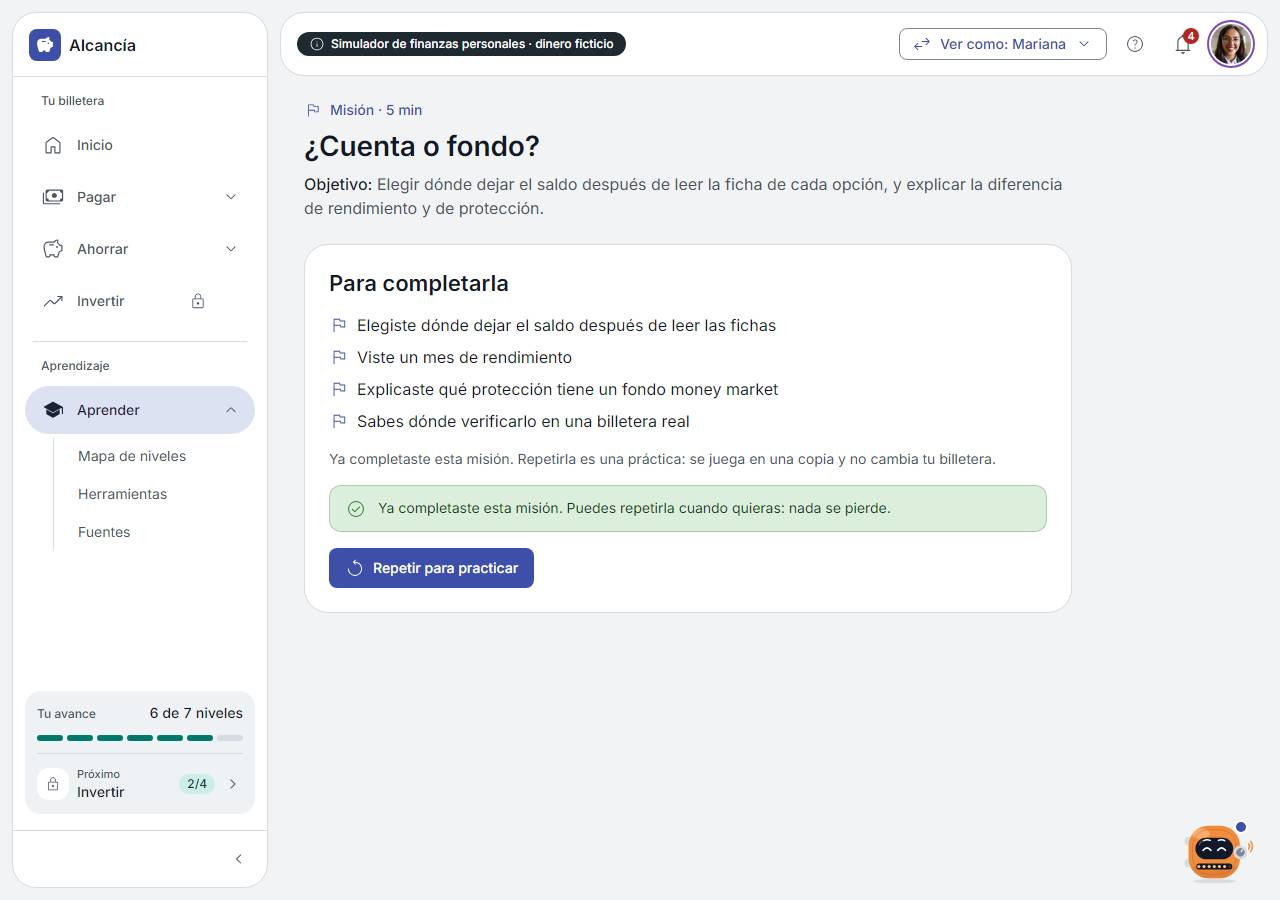 Alcancía
Simulador de finanzas personales · dinero ficticio
Ver como: Mariana
4
Tu billetera
Inicio
Pagar
Ahorrar
Invertir
Aprendizaje
Aprender
Mapa de niveles
Herramientas
Fuentes
Tu avance
6 de 7 niveles
Próximo
Invertir
2/4
Misión · 5 min
¿Cuenta o fondo?
Objetivo: Elegir dónde dejar el saldo después de leer la ficha de cada opción, y explicar la diferencia
de rendimiento y de protección.
Para completarla
Elegiste dónde dejar el saldo después de leer las fichas
Viste un mes de rendimiento
Explicaste qué protección tiene un fondo money market
Sabes dónde verificarlo en una billetera real
Ya completaste esta misión. Repetirla es una práctica: se juega en una copia y no cambia tu billetera.
Ya completaste esta misión. Puedes repetirla cuando quieras: nada se pierde.
Repetir para practicar